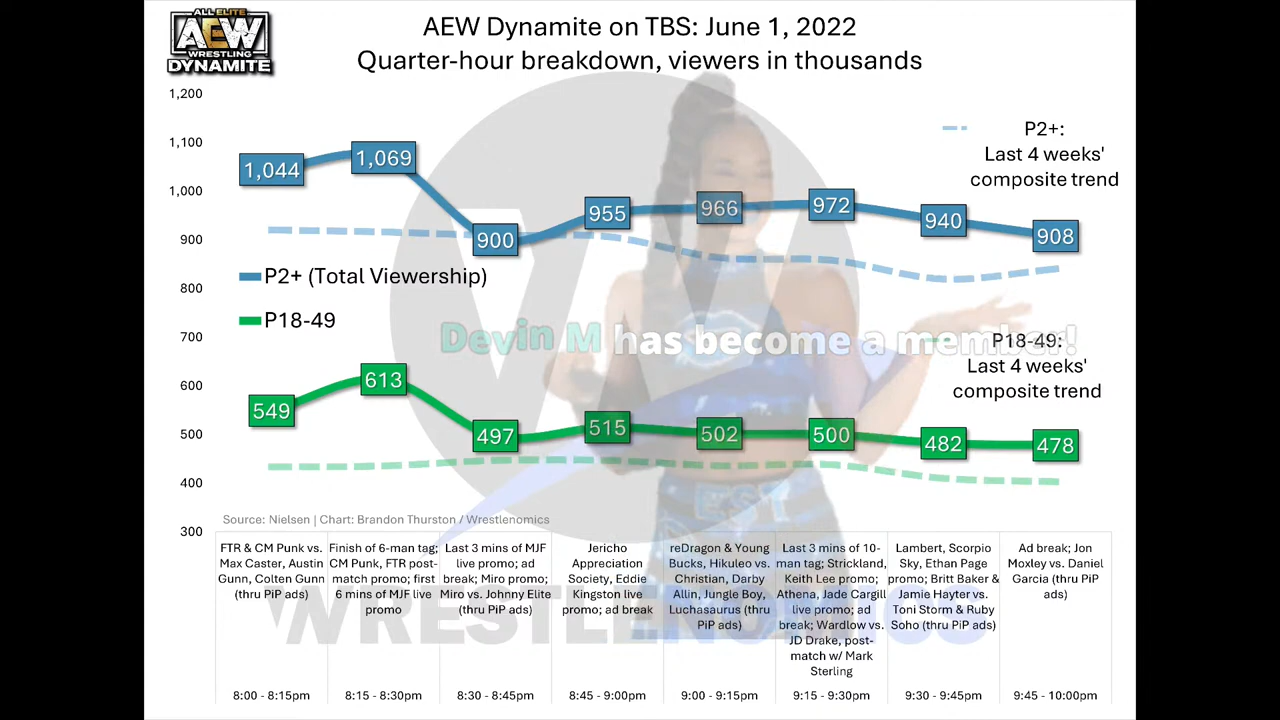 ALL ELITE
AEW
WRESTLING
DYNAMITE
AEW Dynamite on TBS: June 1, 2022
Quarter-hour breakdown, viewers in thousands
1,200
1,100
1,000
900
800
700
600
500
400
300
P2+:
Last 4 weeks'
composite trend
1,044
1,069
900
955
966
972
940
908
P2+ (Total Viewership)
P18-49
Devin M has become a member!
P18-49:
Last 4 weeks'
composite trend
549
613
497
515
502
500
482
478
EST
Source: Nielsen | Chart: Brandon Thurston / Wrestlenomics
FTR & CM Punk vs.
Max Caster, Austin
Gunn, Colten Gunn
(thru PiP ads)
8:00 - 8:15pm
Finish of 6-man tag;
CM Punk, FTR post-
match promo; first
6 mins of MJF live
promo
8:15 - 8:30pm
Last 3 mins of MJF
live promo; ad
break; Miro promo;
Miro vs. Johnny Elite
(thru PiP ads)
8:30 - 8:45pm
Jericho
Appreciation
Society, Eddie
Kingston live
promo; ad break
8:45 - 9:00pm
reDragon & Young
Bucks, Hikuleo vs.
Christian, Darby
Allin, Jungle Boy,
Luchasaurus (thru
PiP ads)
9:00 - 9:15pm
Last 3 mins of 10-
man tag; Strickland,
Keith Lee promo;
Athena, Jade Cargill
live promo; ad
break; Wardlow vs.
JD Drake, post-
match w/ Mark
Sterling
9:15 - 9:30pm
Lambert, Scorpio
Sky, Ethan Page
promo; Britt Baker &
Jamie Hayter vs.
Toni Storm & Ruby
Soho (thru PiP ads)
9:30 - 9:45pm
Ad break; Jon
Moxley vs. Daniel
Garcia (thru PiP
ads)
9:45 - 10:00pm
WRESTLENOMICS